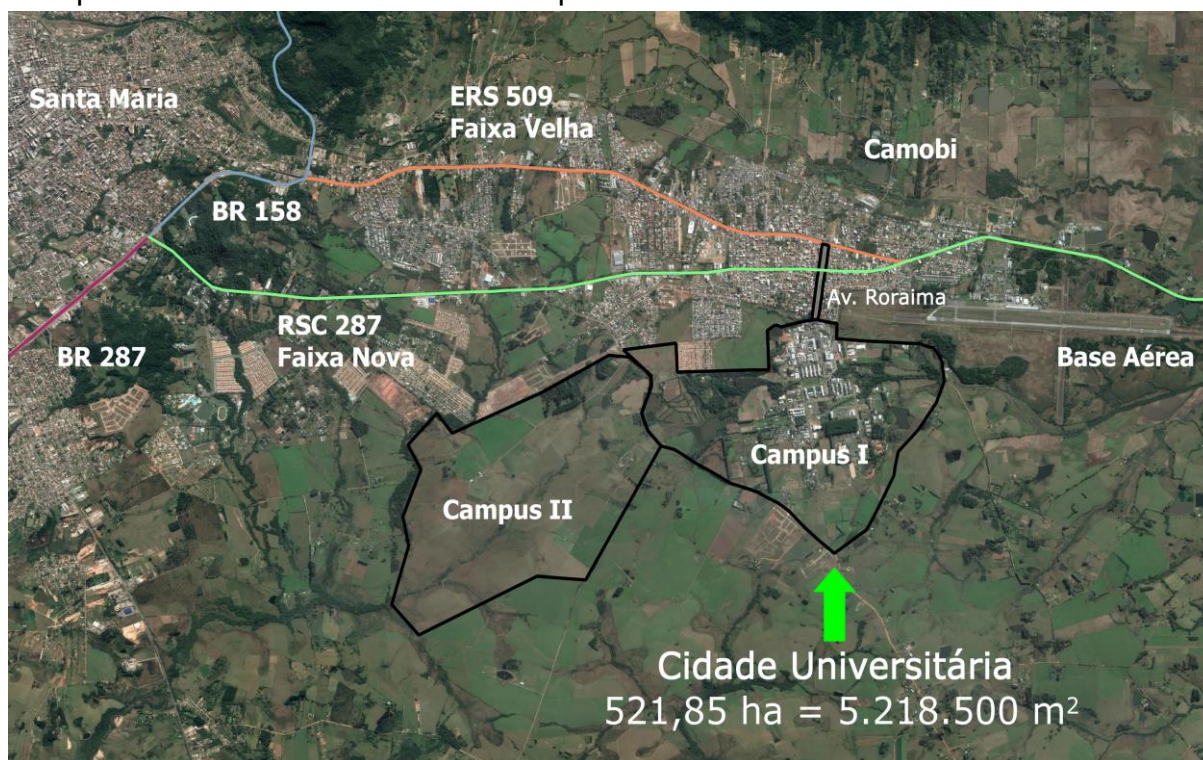 Santa Maria
ERS 509
Faixa Velha
Camobi
BR 158
Av. Roraima
RSC 287
Faixa Nova
BR 287
Base Aérea
Campus I
Campus II
Cidade Universitária
521,85 ha = 5.218.500 m²